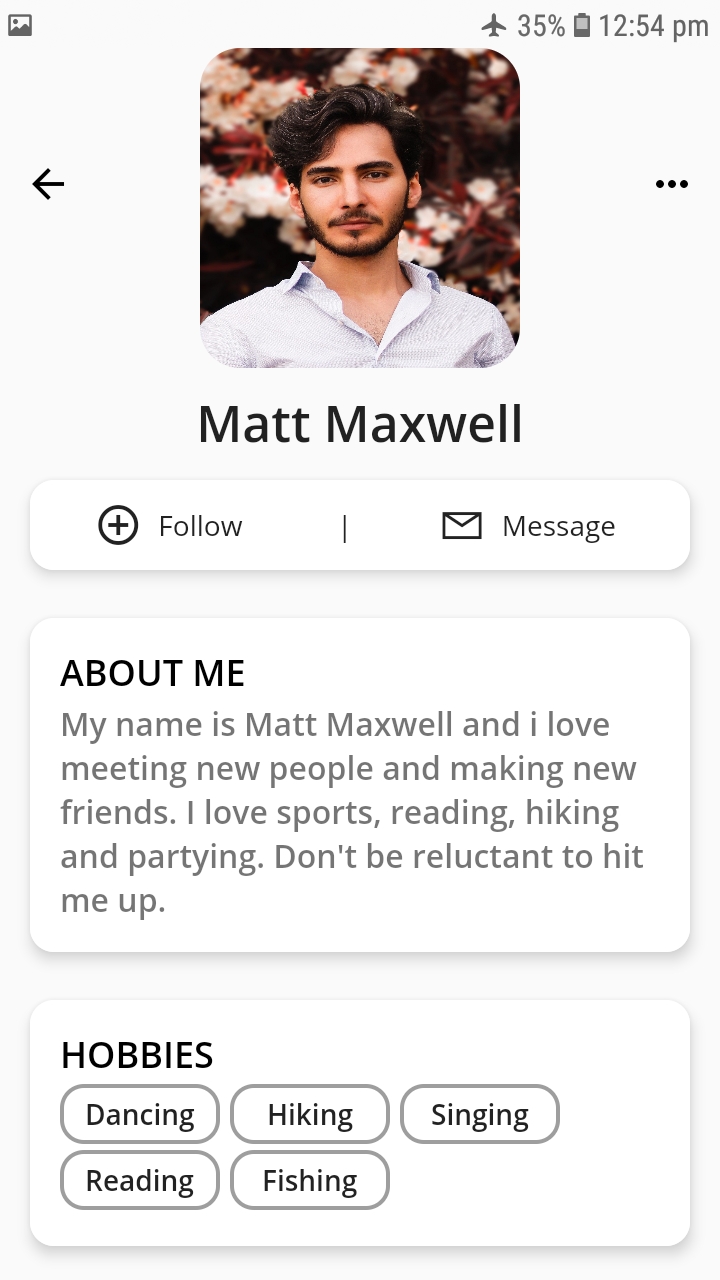 35% 12:54 pm
Matt Maxwell
Follow | Message
ABOUT ME
My name is Matt Maxwell and i love
meeting new people and making new
friends. I love sports, reading, hiking
and partying. Don't be reluctant to hit
me up.
HOBBIES
Dancing Hiking Singing
Reading Fishing